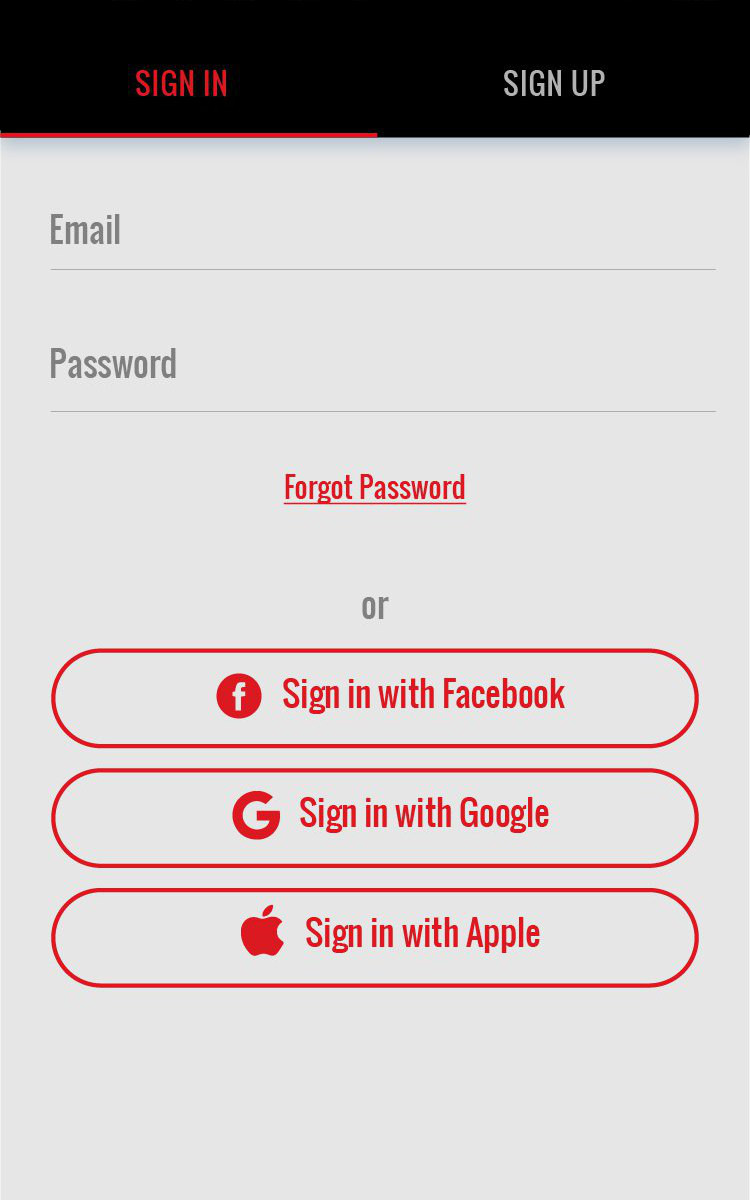 SIGN IN
SIGN UP
Email
Password
Forgot Password
or
Sign in with Facebook
Sign in with Google
Sign in with Apple